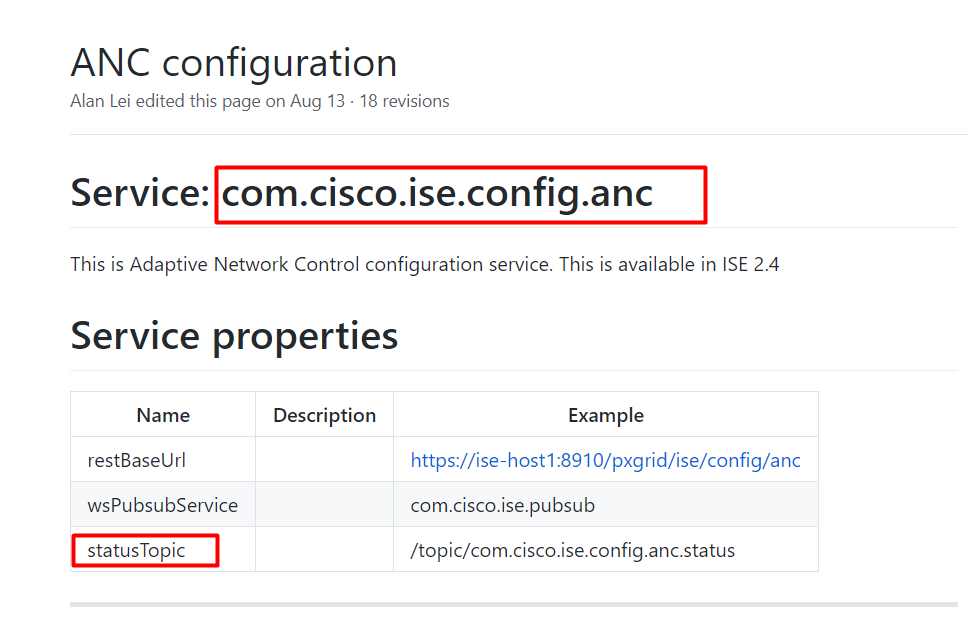 ANC configuration
Alan Lei edited this page on Aug 13 · 18 revisions
Service: com.cisco.ise.config.anc
This is Adaptive Network Control configuration service. This is available in ISE 2.4
Service properties
Name Description Example
restBaseUrl https://ise-host1:8910/pxgrid/ise/config/anc
wsPubsubService com.cisco.ise.pubsub
statusTopic /topic/com.cisco.ise.config.anc.status